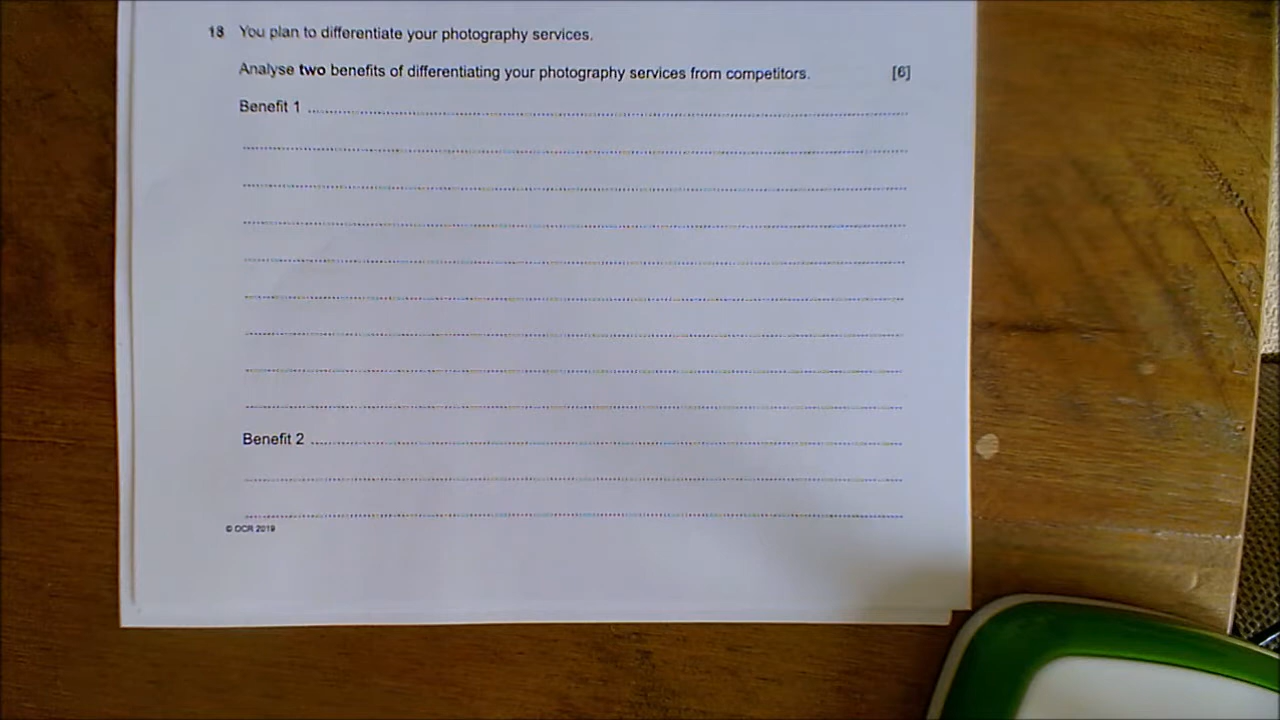 18 You plan to differentiate your photography services.
Analyse two benefits of differentiating your photography services from competitors. [6]
Benefit 1
Benefit 2
© OCR 2019